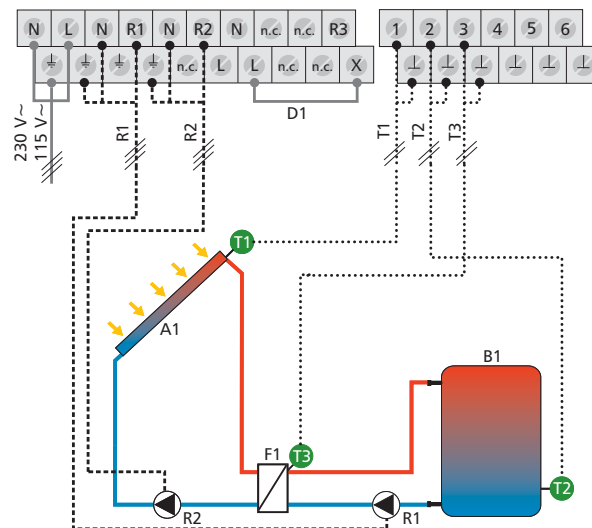 N L N R1 N R2 N n.c. n.c. R3
n.c. L L n.c. n.c. X
1 2 3 4 5 6
D1
230 V~
115 V~
R1
R2
T1
T2
T3
T1
A1
B1
F1
T3
T2
R2
R1